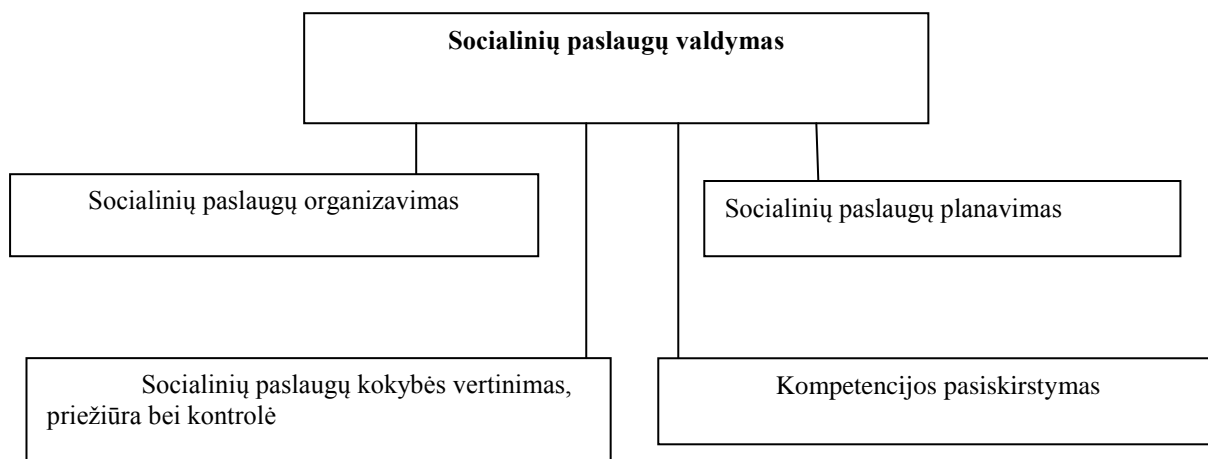 Socialinių paslaugų valdymas
Socialinių paslaugų organizavimas
Socialinių paslaugų planavimas
Socialinių paslaugų kokybės vertinimas,
priežiūra bei kontrolė
Kompetencijos pasiskirstymas